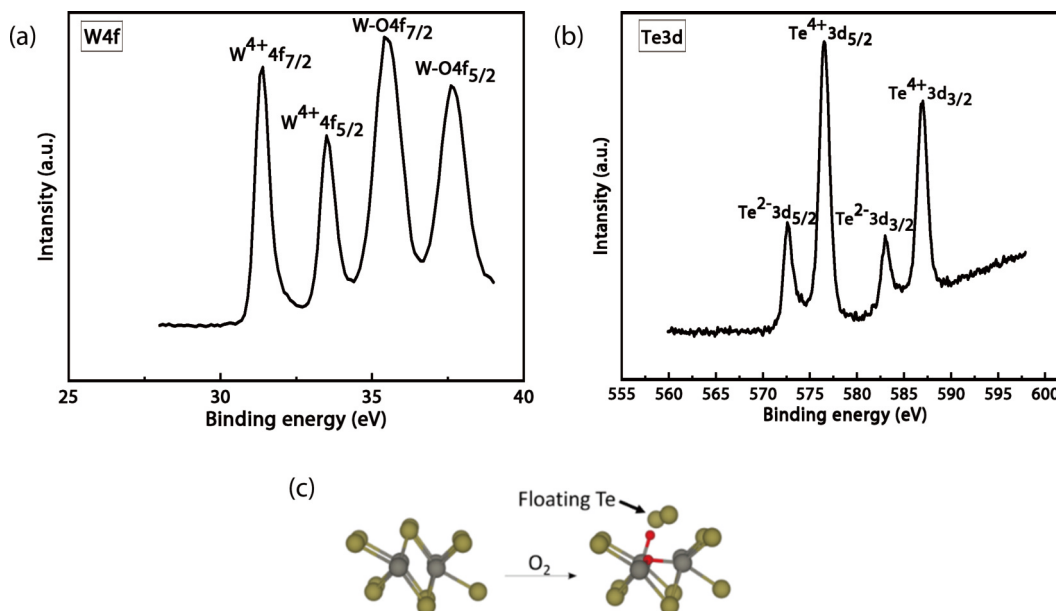 (a)
W4f
W⁴⁺4f₇/₂
W⁴⁺4f₅/₂
W-O4f₇/₂
W-O4f₅/₂
Intansity (a.u.)
25 30 35 40
Binding energy (eV)
(b)
Te3d
Te²⁻3d₅/₂
Te⁴⁺3d₅/₂
Te²⁻3d₃/₂
Te⁴⁺3d₃/₂
Intansity (a.u.)
555 560 565 570 575 580 585 590 595 600
Binding energy (eV)
(c)
Floating Te
O₂